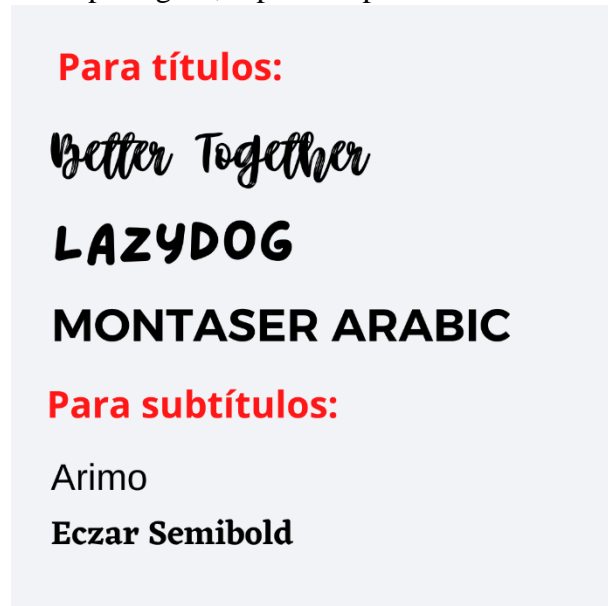 Para títulos:
Better Together
LAZYDOG
MONTASER ARABIC
Para subtítulos:
Arimo
Eczar Semibold